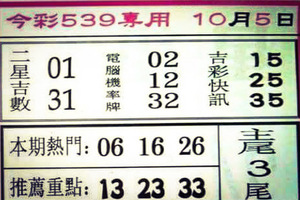 今彩539專用 10月5日
二星吉數 01 31
電腦機率牌 02 12 32
吉彩快訊 15 25 35
本期熱門: 06 16 26
推薦重點: 13 23 33
主尾3尾